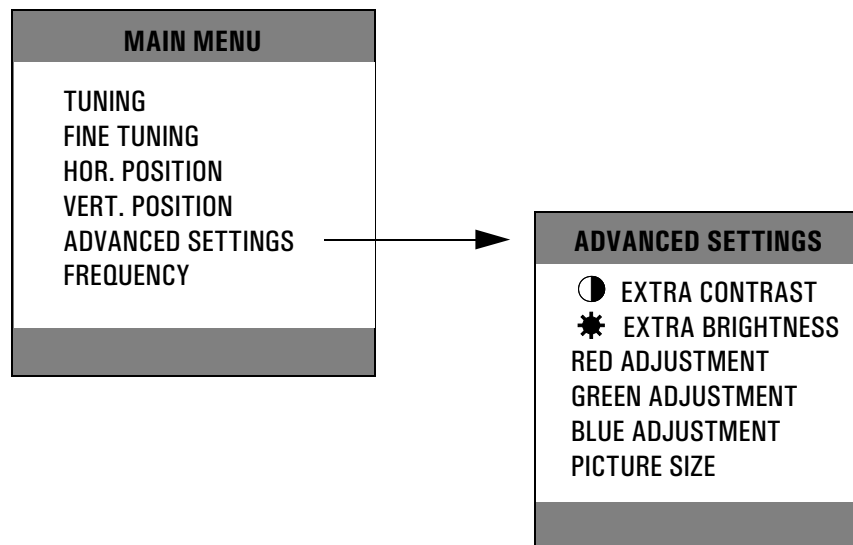 MAIN MENU
TUNING
FINE TUNING
HOR. POSITION
VERT. POSITION
ADVANCED SETTINGS
FREQUENCY
ADVANCED SETTINGS
EXTRA CONTRAST
EXTRA BRIGHTNESS
RED ADJUSTMENT
GREEN ADJUSTMENT
BLUE ADJUSTMENT
PICTURE SIZE